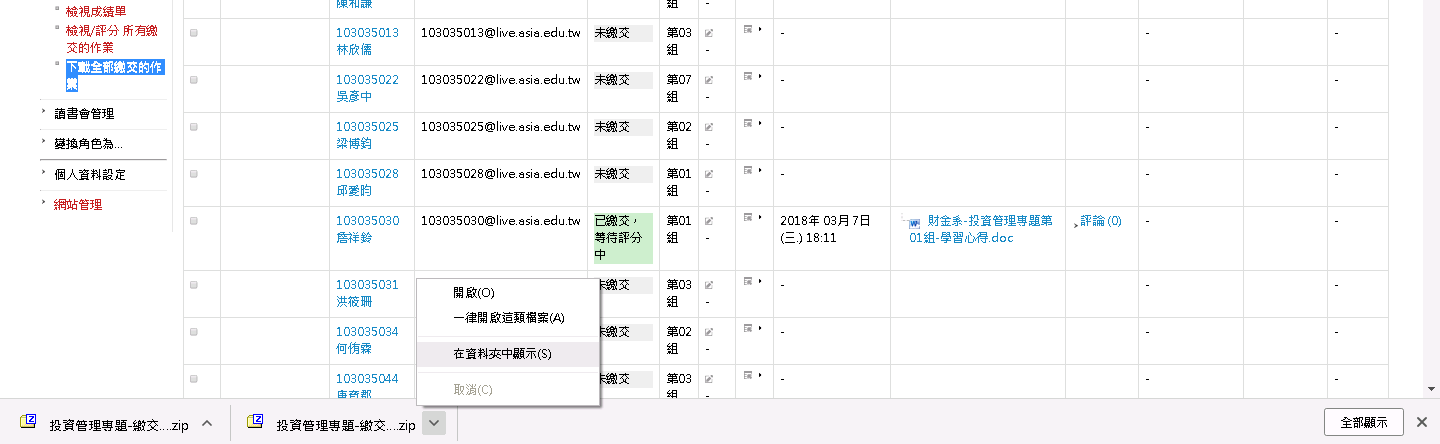 檢視成績單
檢視/評分 所有繳
交的作業
下載全部繳交的作
業
讀書會管理
變換角色為...
個人資料設定
網站管理
陳和謙
組 -
103035013 103035013@live.asia.edu.tw 未繳交 第03 -
林欣儒 組 -
103035022 103035022@live.asia.edu.tw 未繳交 第07 -
吳彥中 組 -
103035025 103035025@live.asia.edu.tw 未繳交 第02 -
梁博鈞 組 -
103035028 103035028@live.asia.edu.tw 未繳交 第01 -
邱愛昀 組 -
103035030 103035030@live.asia.edu.tw 已繳交, 第01 2018年 03月 7日 財金系-投資管理專題第 評論 (0) - -
詹祥鈴 等待評分 組 - (三.) 18:11 01組-學習心得.doc
中
103035031 未繳交 第03 -
洪筱珊 組 -
103035034 未繳交 第02 -
何侑霖 組 -
103035044 未繳交 第03 -
開啟(O)
一律開啟這類檔案(A)
在資料夾中顯示(S)
取消(C)
投資管理專題-繳交....zip
投資管理專題-繳交....zip
全部顯示